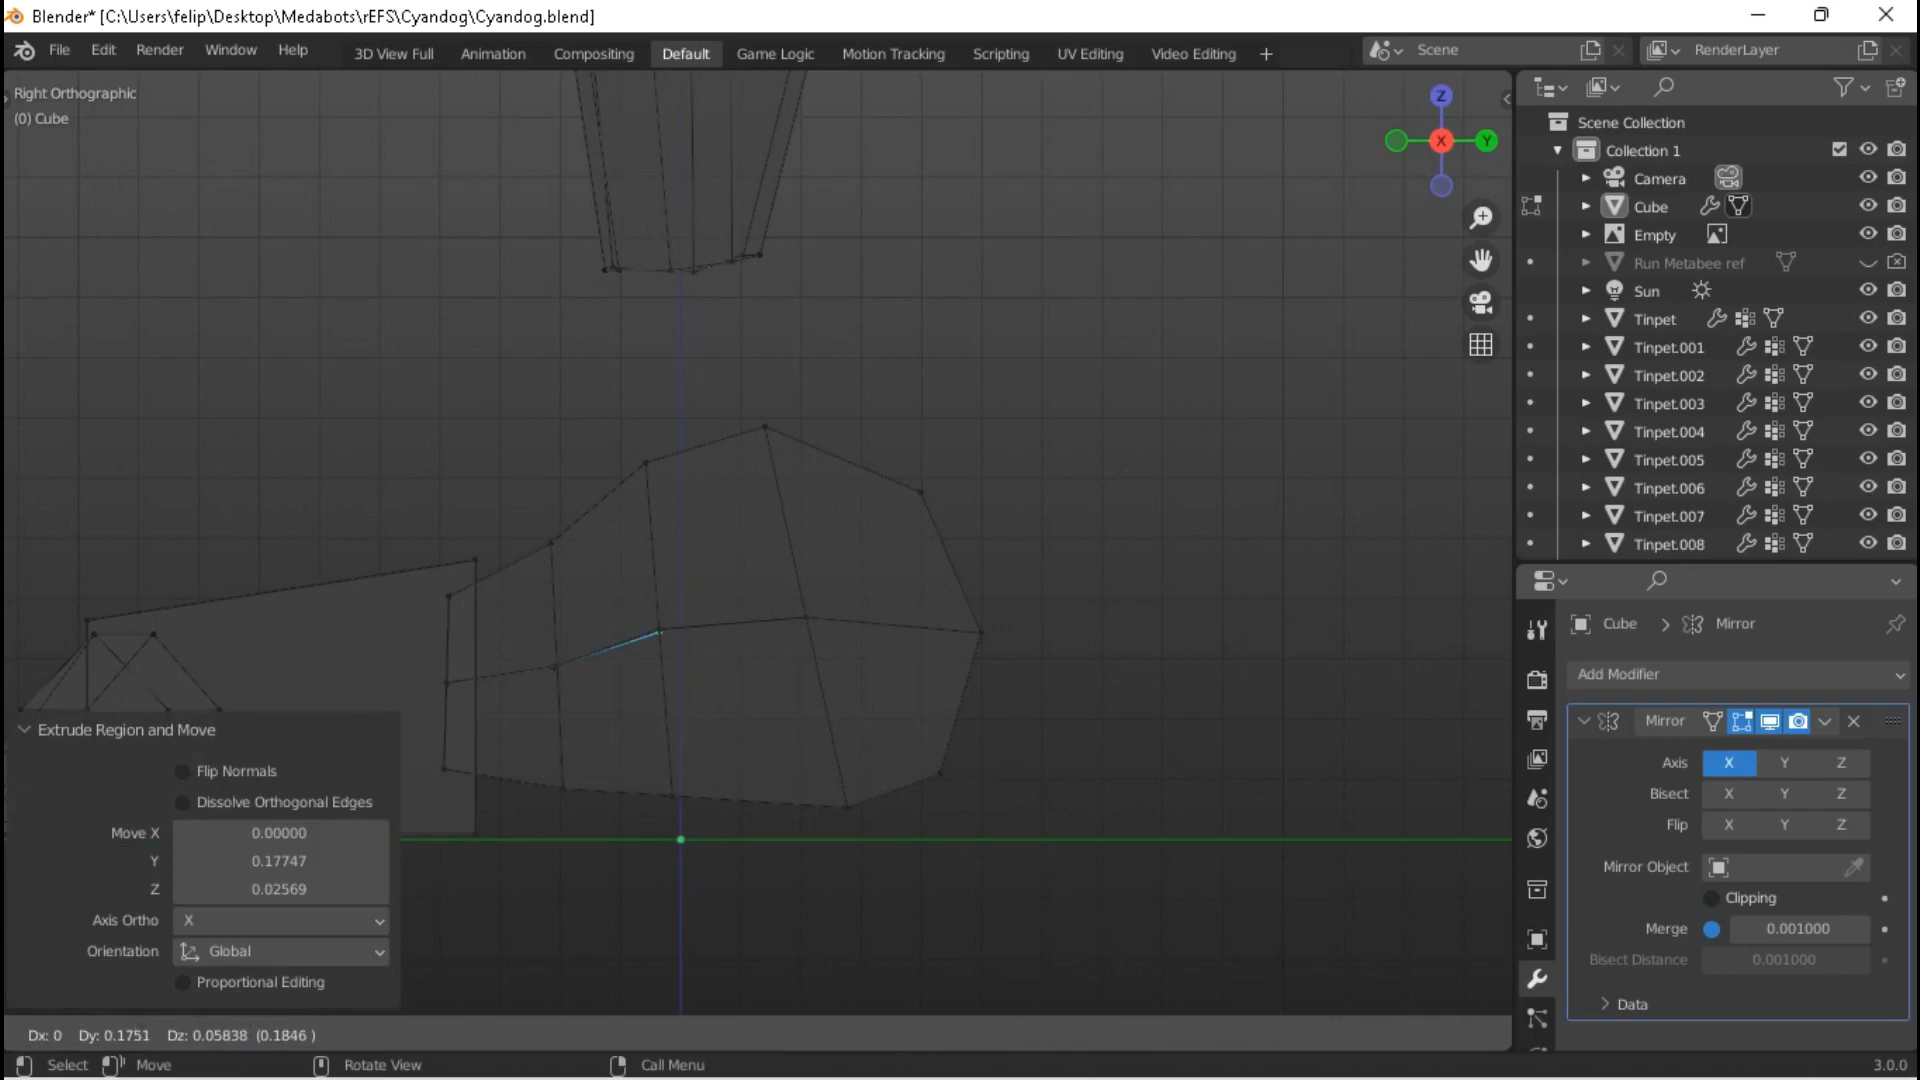 Blender* [C:\Users\felip\Desktop\Medabots\rEFS\Cyandog\Cyandog.blend]
File Edit Render Window Help 3D View Full Animation Compositing Default Game Logic Motion Tracking Scripting UV Editing Video Editing + Scene RenderLayer
Right Orthographic
(0) Cube
Z
X
Y
Scene Collection
Collection 1
Camera
Cube
Empty
Run Metabee ref
Sun
Tinpet
Tinpet.001
Tinpet.002
Tinpet.003
Tinpet.004
Tinpet.005
Tinpet.006
Tinpet.007
Tinpet.008
Cube > Mirror
Add Modifier
Mirror
Axis X Y Z
Bisect X Y Z
Flip X Y Z
Mirror Object
Clipping
Merge 0.001000
Bisect Distance 0.001000
Data
Extrude Region and Move
Flip Normals
Dissolve Orthogonal Edges
Move X 0.00000
Y 0.17747
Z 0.02569
Axis Ortho X
Orientation Global
Proportional Editing
Dx: 0 Dy: 0.1751 Dz: 0.05838 (0.1846 )
Select Move Rotate View Call Menu 3.0.0